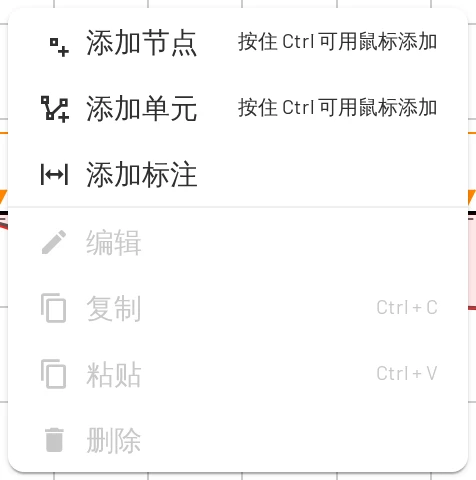 添加节点 按住 Ctrl 可用鼠标添加
添加单元 按住 Ctrl 可用鼠标添加
添加标注
编辑
复制 Ctrl + C
粘贴 Ctrl + V
删除